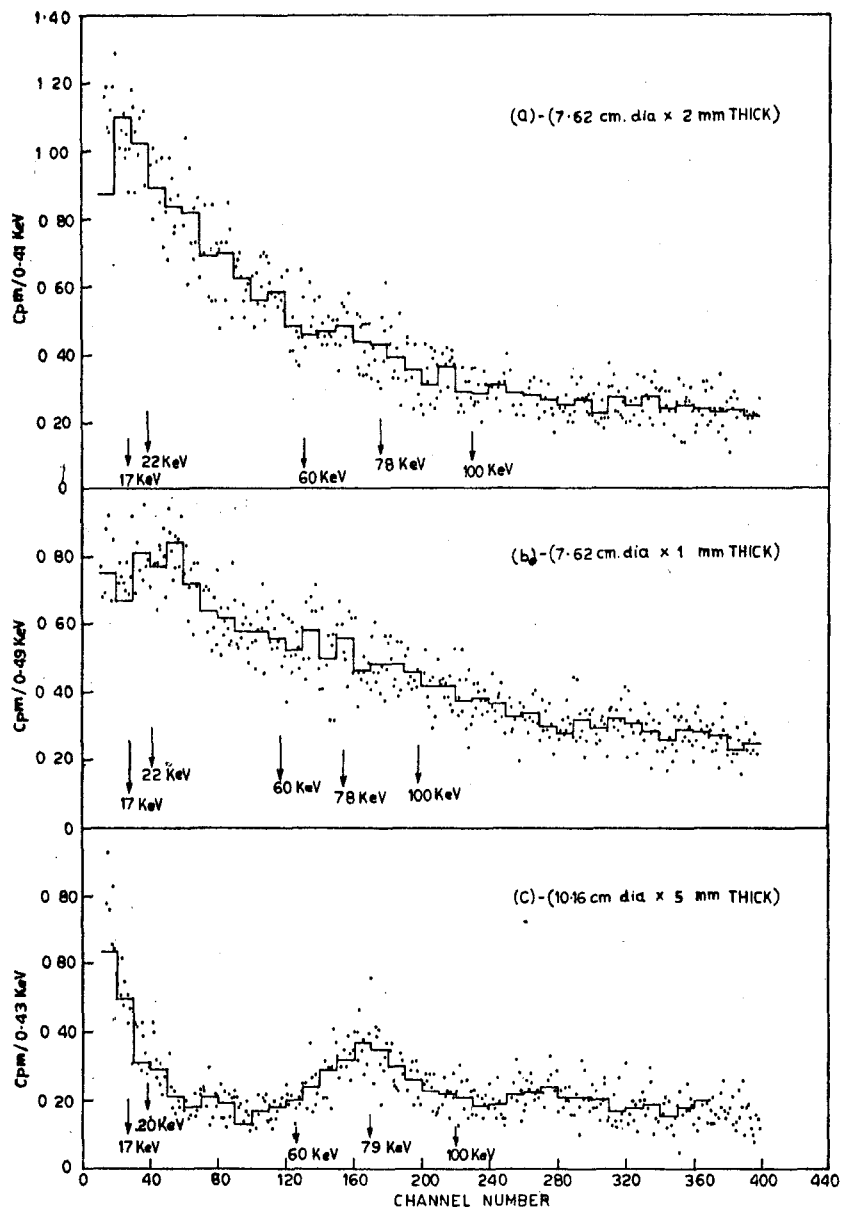 1·40
1 20
1 00
0 80
0 60
0 40
0 20
0
Cpm/0·41 KeV
(a)-(7·62 cm. dia x 2 mm THICK)
17 KeV
22 KeV
60 KeV
78 KeV
100 KeV
0 80
0 60
0 40
0 20
0
Cpm/0·49 KeV
(b)-(7·62 cm. dia x 1 mm THICK)
17 KeV
22 KeV
60 KeV
78 KeV
100 KeV
0 80
0 60
0 40
0 20
0
Cpm/0·43 KeV
(C)-(10·16 cm dia x 5 mm THICK)
17 KeV
20 KeV
60 KeV
79 KeV
100 KeV
0 40 80 120 160 200 240 280 320 360 400 440
CHANNEL NUMBER